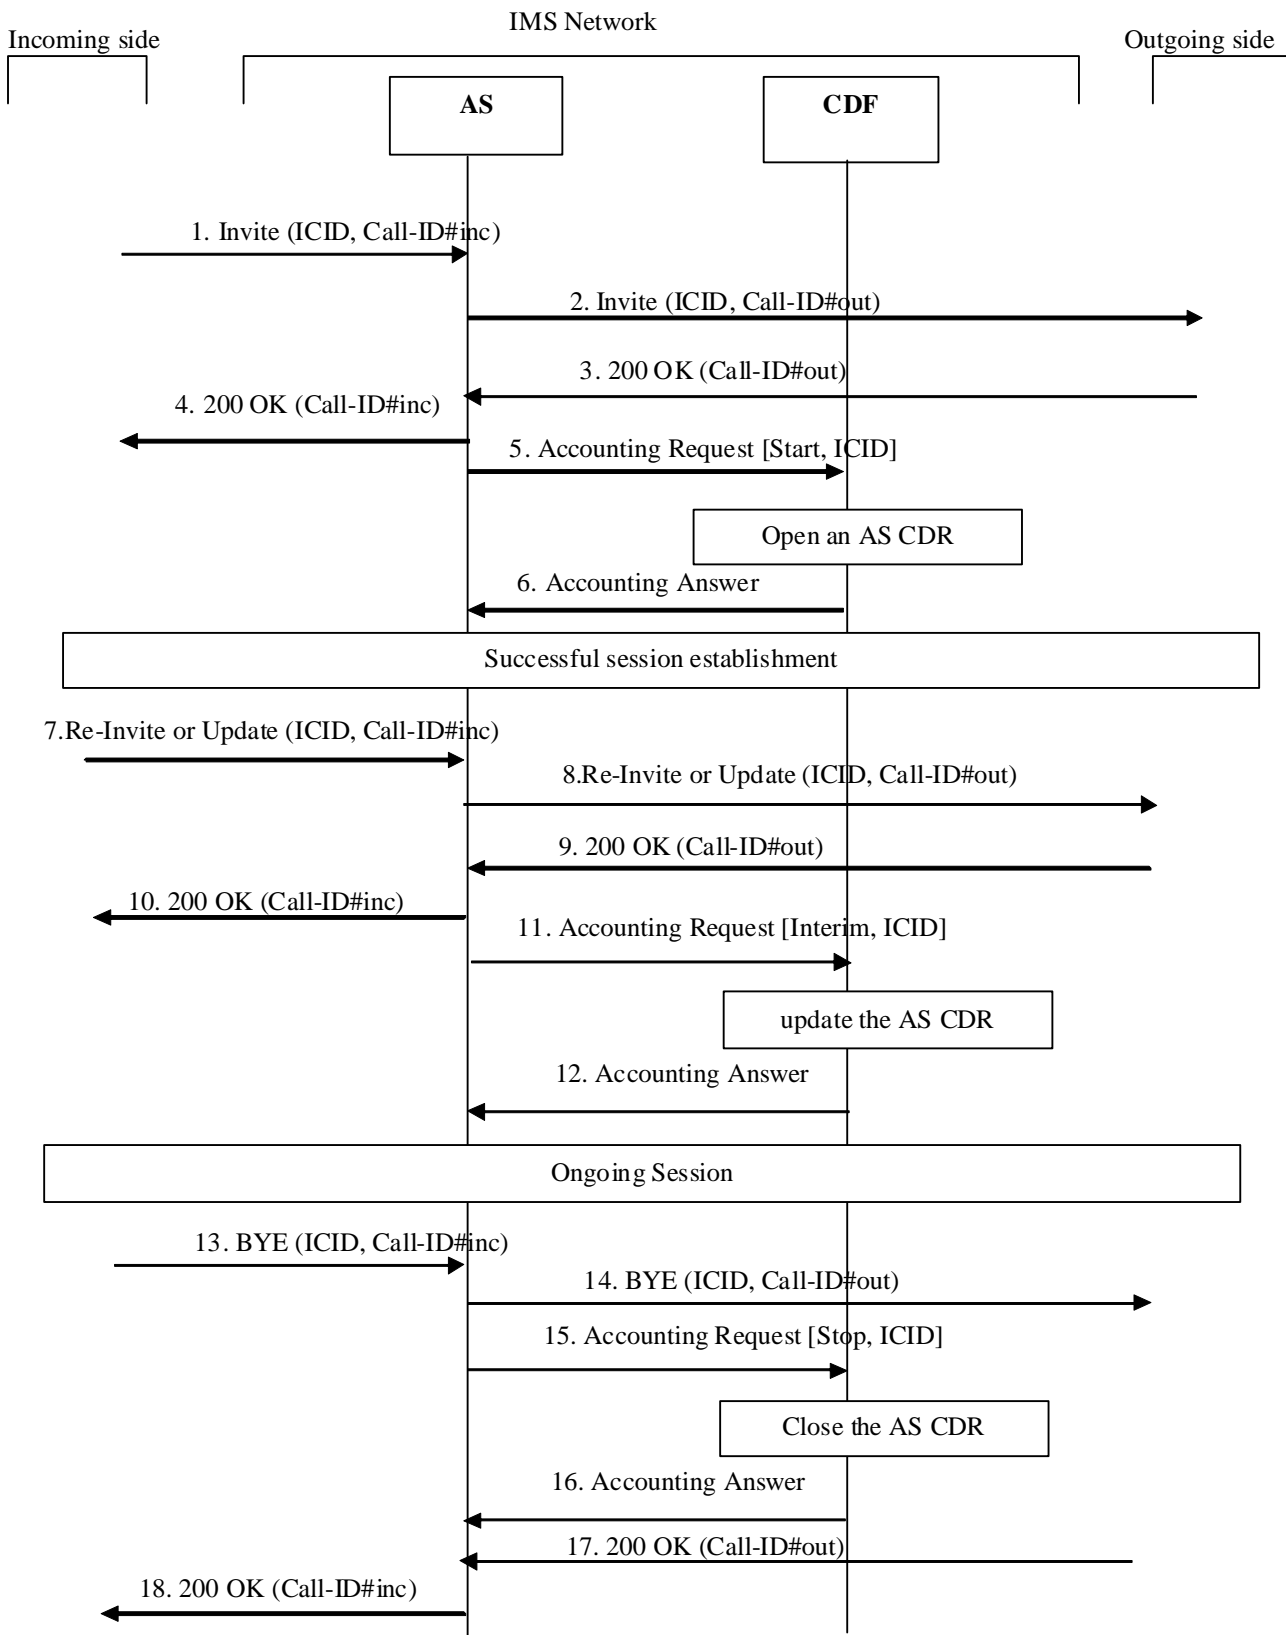 IMS Network
Incoming side
Outgoing side
AS
CDF
1. Invite (ICID, Call-ID#inc)
2. Invite (ICID, Call-ID#out)
3. 200 OK (Call-ID#out)
4. 200 OK (Call-ID#inc)
5. Accounting Request [Start, ICID]
Open an AS CDR
6. Accounting Answer
Successful session establishment
7.Re-Invite or Update (ICID, Call-ID#inc)
8.Re-Invite or Update (ICID, Call-ID#out)
9. 200 OK (Call-ID#out)
10. 200 OK (Call-ID#inc)
11. Accounting Request [Interim, ICID]
update the AS CDR
12. Accounting Answer
Ongoing Session
13. BYE (ICID, Call-ID#inc)
14. BYE (ICID, Call-ID#out)
15. Accounting Request [Stop, ICID]
Close the AS CDR
16. Accounting Answer
17. 200 OK (Call-ID#out)
18. 200 OK (Call-ID#inc)